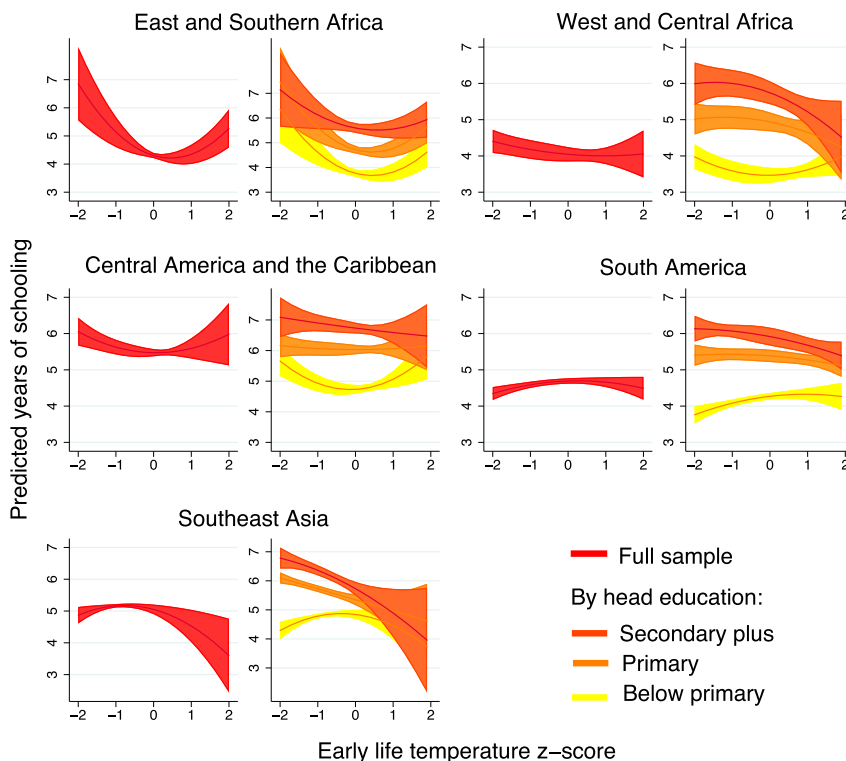 East and Southern Africa
West and Central Africa
7
6
5
4
3
−2 −1 0 1 2
7
6
5
4
3
−2 −1 0 1 2
7
6
5
4
3
−2 −1 0 1 2
7
6
5
4
3
−2 −1 0 1 2
Central America and the Caribbean
South America
7
6
5
4
3
−2 −1 0 1 2
7
6
5
4
3
−2 −1 0 1 2
7
6
5
4
3
−2 −1 0 1 2
7
6
5
4
3
−2 −1 0 1 2
Predicted years of schooling
Southeast Asia
7
6
5
4
3
−2 −1 0 1 2
7
6
5
4
3
−2 −1 0 1 2
Full sample
By head education:
Secondary plus
Primary
Below primary
Early life temperature z−score